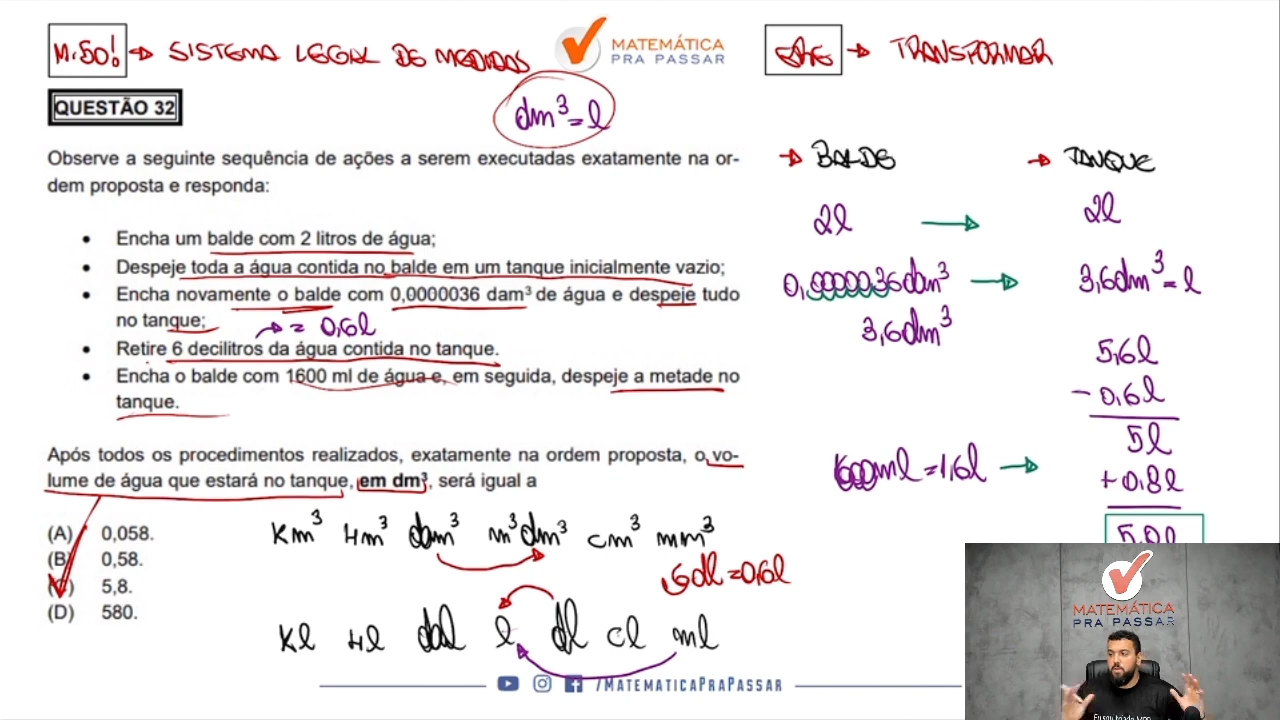 M.SO! → SISTEMA LEGAL DE MEDIDAS
MATEMÁTICA
PRA PASSAR
→ TRANSFORMAR
QUESTÃO 32
dm³=l
Observe a seguinte sequência de ações a serem executadas exatamente na or-
dem proposta e responda:
• Encha um balde com 2 litros de água;
• Despeje toda a água contida no balde em um tanque inicialmente vazio;
• Encha novamente o balde com 0,0000036 dam³ de água e despeje tudo
no tanque;
→ = 0,6l
• Retire 6 decilitros da água contida no tanque.
• Encha o balde com 1600 ml de água e, em seguida, despeje a metade no
tanque.
Após todos os procedimentos realizados, exatamente na ordem proposta, o vo-
lume de água que estará no tanque, em dm³, será igual a
(A) 0,058.
(B) 0,58.
5,8.
(D) 580.
Km³ Hm³ dam³ m³ dm³ cm³ mm³
6dl=0,6l
Kl Hl dal l dl cl ml
→ BALDE → TANQUE
2l → 2l
0,0000036dam³ → 3,6dm³=l
3,6dm³
5,6l
- 0,6l
5l
1600ml=1,6l →
+0,8l
5,8l
/MATEMATICAPRAPASSAR
MATEMÁTICA
PRA PASSAR